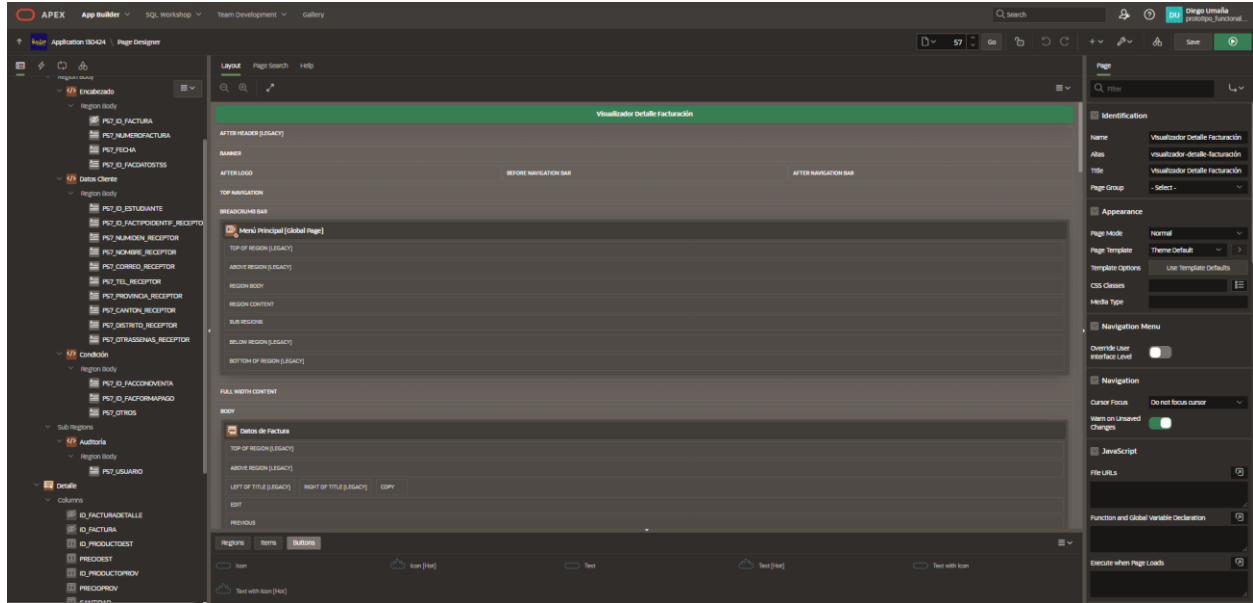 APEX App Builder SQL Workshop Team Development Gallery Search Diego Umaña
prototipo_funcional...
Application 130424 \ Page Designer 57 Go Save
Layout Page Search Help
Page
Filter
Region Body
Encabezado
Region Body
P57_ID_FACTURA
P57_NUMEROFACTURA
P57_FECHA
P57_ID_FACDATOSTSS
Datos Cliente
Region Body
P57_ID_ESTUDIANTE
P57_ID_FACTIPOIDENTIF_RECEPTO
P57_NUMIDEN_RECEPTOR
P57_NOMBRE_RECEPTOR
P57_CORREO_RECEPTOR
P57_TEL_RECEPTOR
P57_PROVINCIA_RECEPTOR
P57_CANTON_RECEPTOR
P57_DISTRITO_RECEPTOR
P57_OTRASSENAS_RECEPTOR
Condición
Region Body
P57_ID_FACCONDVENTA
P57_ID_FACFORMAPAGO
P57_OTROS
Sub Regions
Auditoría
Region Body
P57_USUARIO
Detalle
Columns
ID_FACTURADETALLE
ID_FACTURA
ID_PRODUCTOEST
PRECIOEST
ID_PRODUCTOPROV
PRECIOPROV
CANTIDAD
Visualizador Detalle Facturación
AFTER HEADER [LEGACY]
BANNER
AFTER LOGO BEFORE NAVIGATION BAR AFTER NAVIGATION BAR
TOP NAVIGATION
BREADCRUMB BAR
Menú Principal [Global Page]
TOP OF REGION [LEGACY]
ABOVE REGION [LEGACY]
REGION BODY
REGION CONTENT
SUB REGIONS
BELOW REGION [LEGACY]
BOTTOM OF REGION [LEGACY]
FULL WIDTH CONTENT
BODY
Datos de Factura
TOP OF REGION [LEGACY]
ABOVE REGION [LEGACY]
LEFT OF TITLE [LEGACY] RIGHT OF TITLE [LEGACY] COPY
EDIT
PREVIOUS
Regions Items Buttons
Icon Icon [Hot] Text Text [Hot] Text with Icon
Text with Icon [Hot]
Identification
Name Visualizador Detalle Facturación
Alias visualizador-detalle-facturación
Title Visualizador Detalle Facturación
Page Group - Select -
Appearance
Page Mode Normal
Page Template Theme Default
Template Options Use Template Defaults
CSS Classes
Media Type
Navigation Menu
Override User
Interface Level
Navigation
Cursor Focus Do not focus cursor
Warn on Unsaved
Changes
JavaScript
File URLs
Function and Global Variable Declaration
Execute when Page Loads